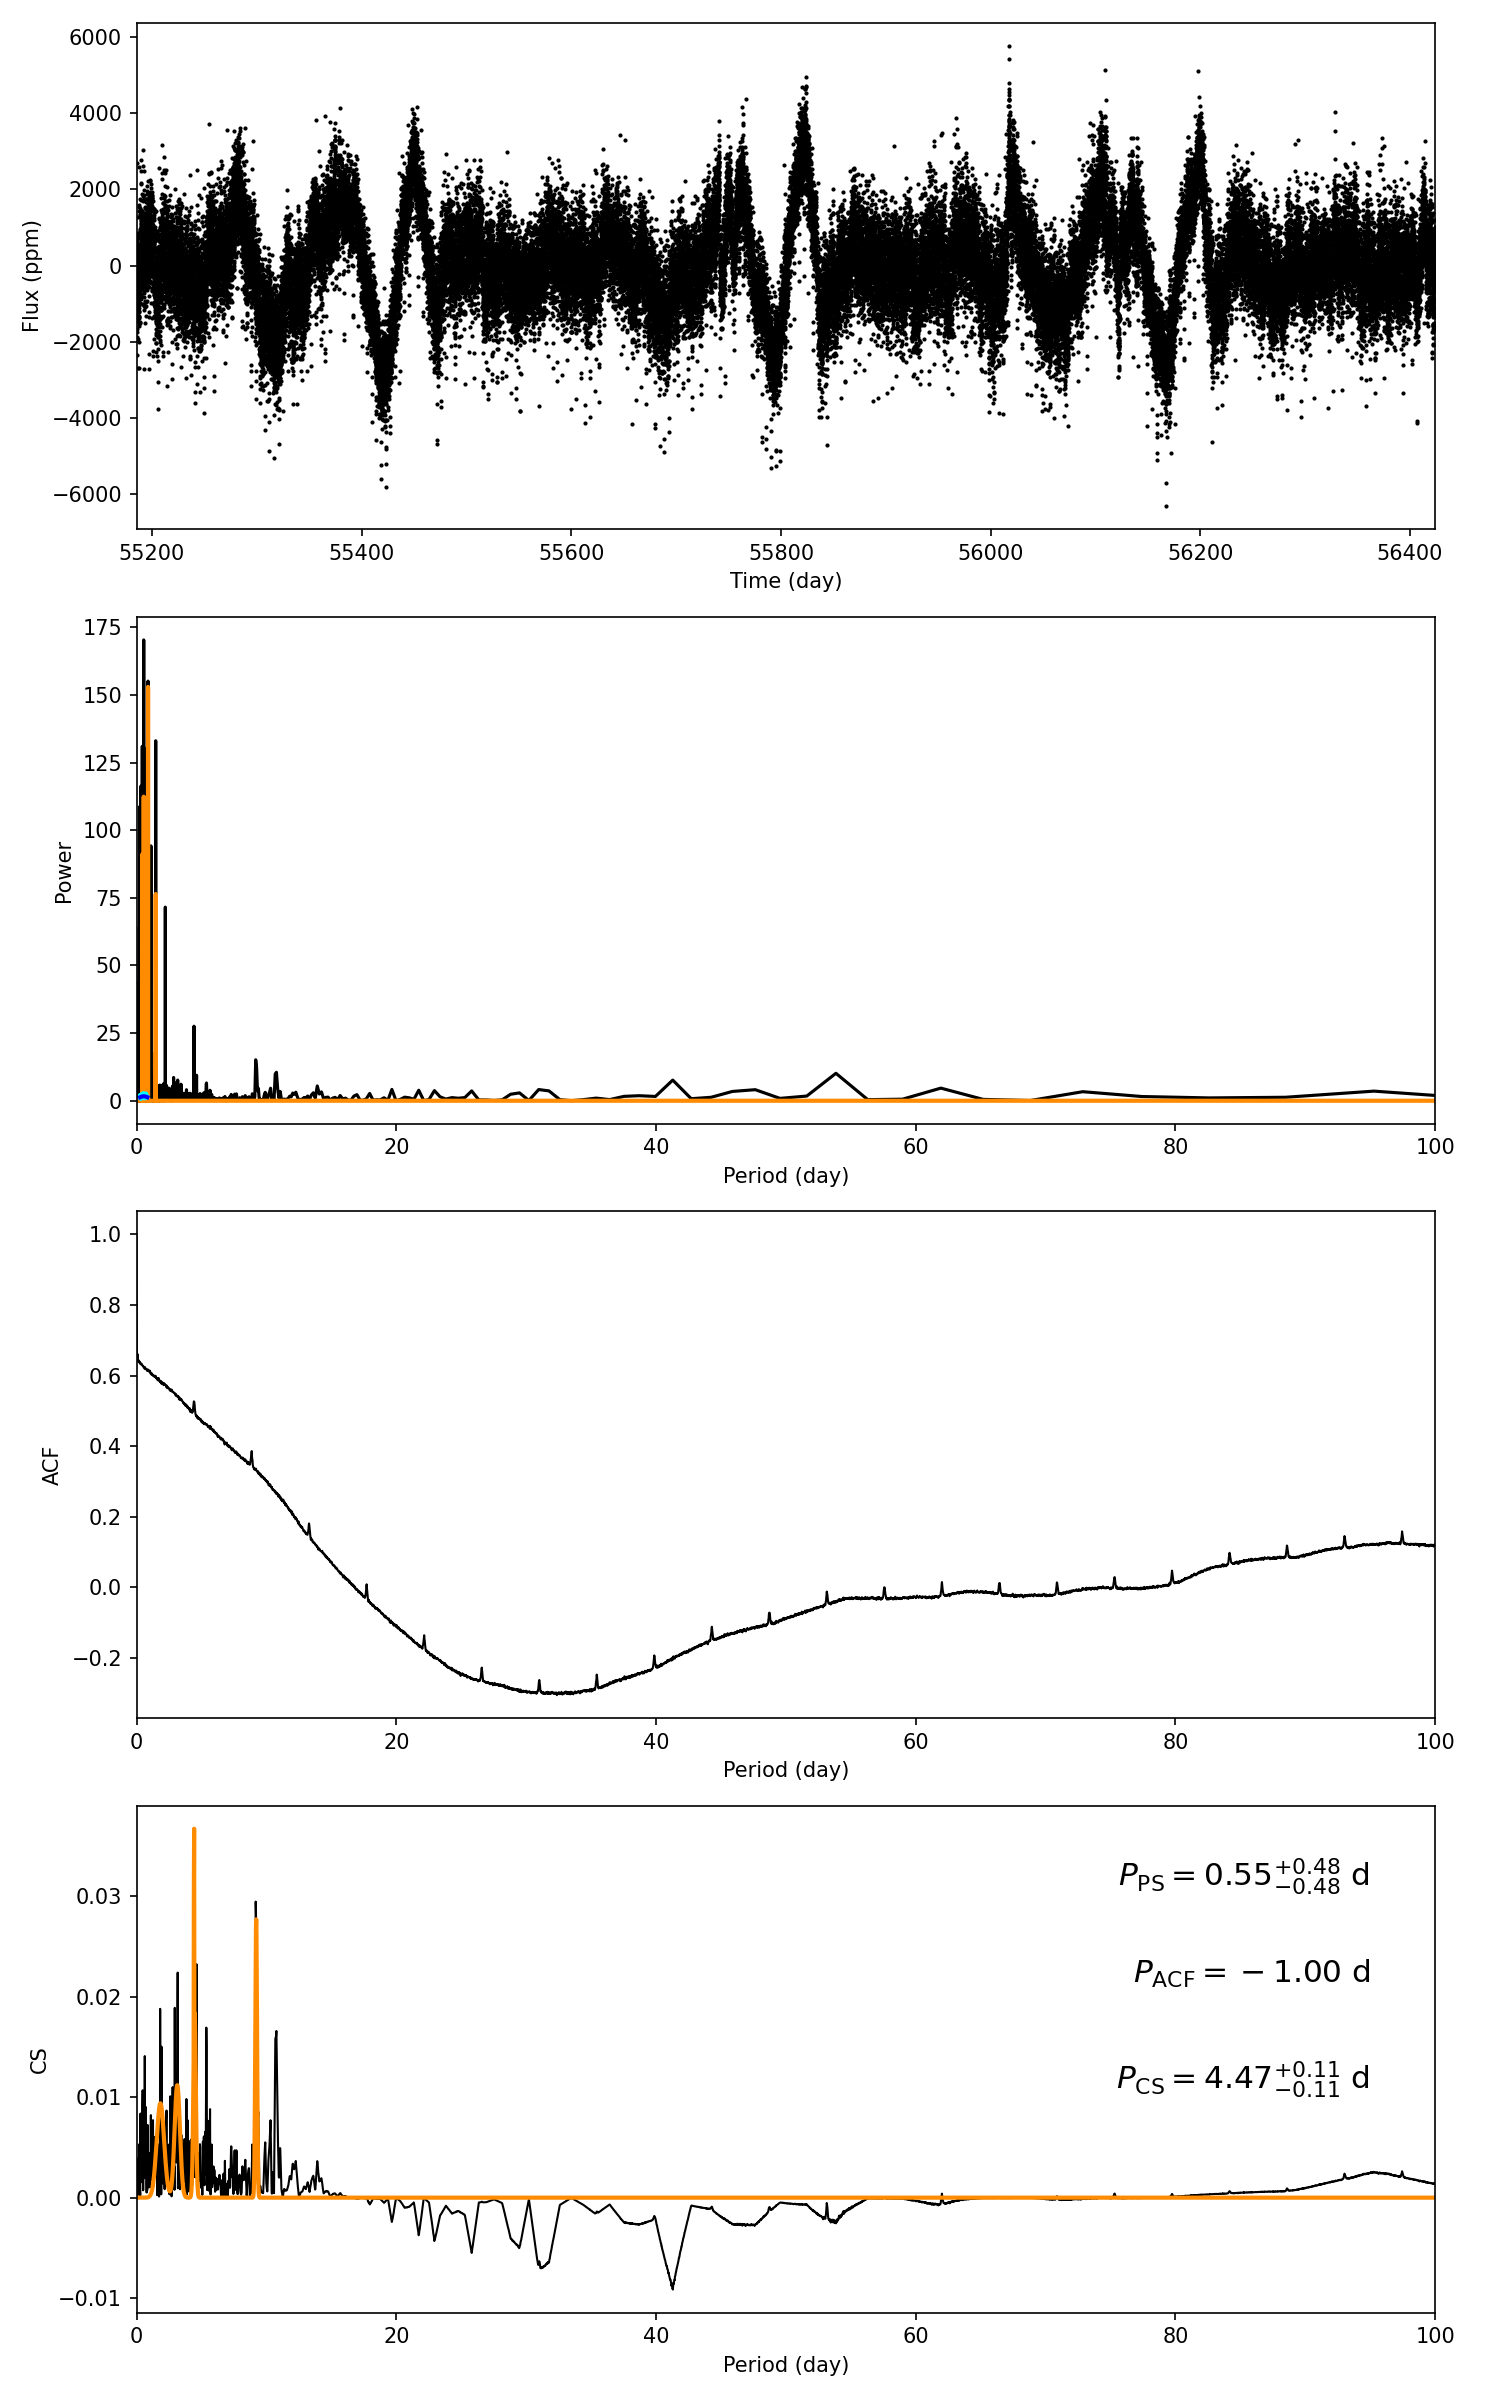 6000
4000
2000
0
−2000
−4000
−6000
Flux (ppm)
55200 55400 55600 55800 56000 56200 56400
Time (day)
175
150
125
100
75
50
25
0
Power
0 20 40 60 80 100
Period (day)
1.0
0.8
0.6
0.4
0.2
0.0
−0.2
ACF
0 20 40 60 80 100
Period (day)
0.03
0.02
0.01
0.00
−0.01
CS
P_PS = 0.55^{+0.48}_{−0.48} d
P_ACF = −1.00 d
P_CS = 4.47^{+0.11}_{−0.11} d
0 20 40 60 80 100
Period (day)